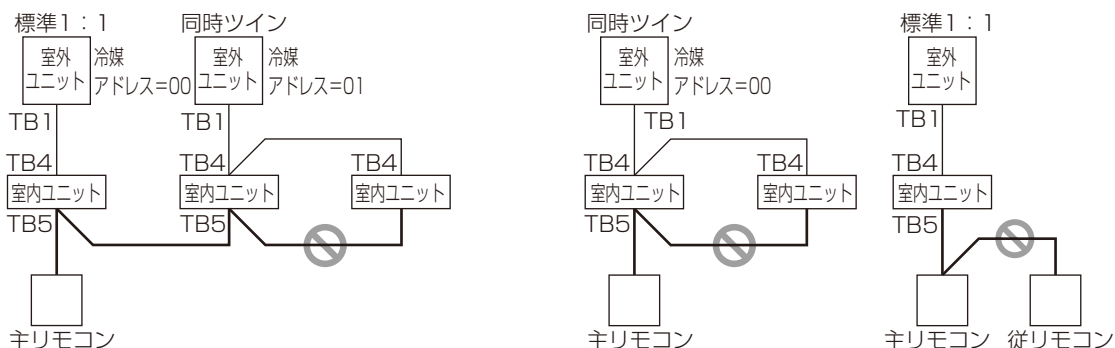 標準1：1
同時ツイン
同時ツイン
標準1：1
室外
ユニット
冷媒
アドレス=00
室外
ユニット
冷媒
アドレス=01
室外
ユニット
冷媒
アドレス=00
室外
ユニット
TB1
TB1
TB1
TB1
TB4
TB4
TB4
TB4
TB4
TB4
室内ユニット
室内ユニット
室内ユニット
室内ユニット
室内ユニット
室内ユニット
TB5
TB5
TB5
TB5
主リモコン
主リモコン
主リモコン
従リモコン